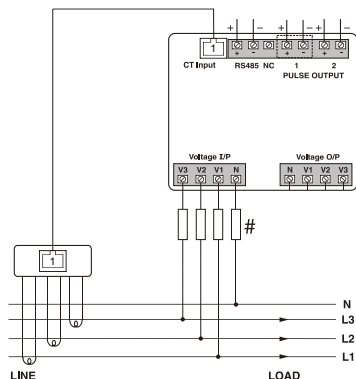 + - + - + -
1
CT Input
+ - + - + -
RS485 NC 1 2
PULSE OUTPUT
Voltage I/P Voltage O/P
V3 V2 V1 N N V1 V2 V3
#
1
N
L3
L2
L1
LINE LOAD